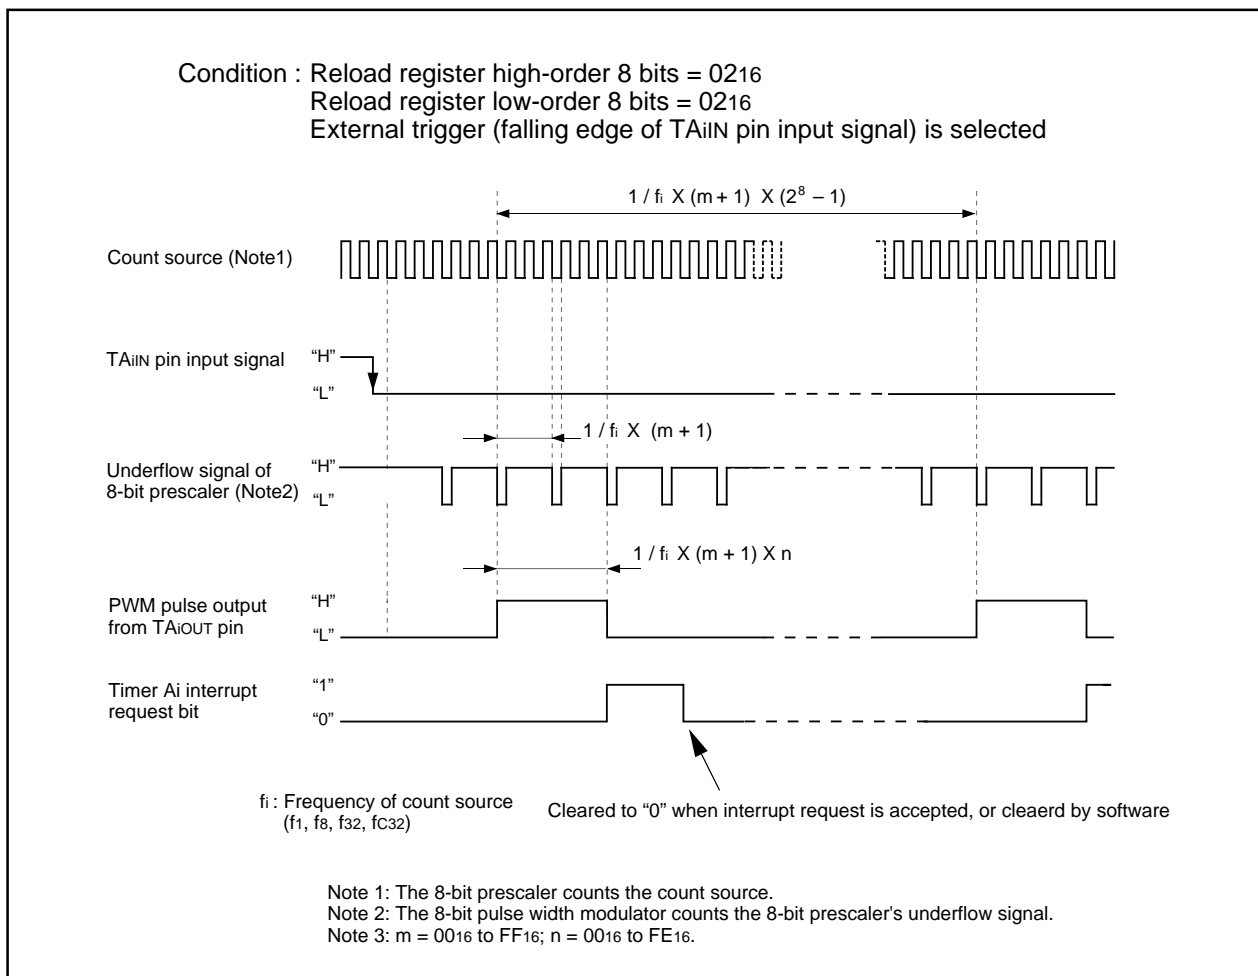 Condition : Reload register high-order 8 bits = 0216
Reload register low-order 8 bits = 0216
External trigger (falling edge of TAiIN pin input signal) is selected
1 / fi X (m + 1) X (2^8 – 1)
Count source (Note1)
TAiIN pin input signal
“H”
“L”
1 / fi X (m + 1)
Underflow signal of
8-bit prescaler (Note2)
“H”
“L”
1 / fi X (m + 1) X n
PWM pulse output
from TAiOUT pin
“H”
“L”
Timer Ai interrupt
request bit
“1”
“0”
fi : Frequency of count source
(f1, f8, f32, fC32)
Cleared to “0” when interrupt request is accepted, or cleaerd by software
Note 1: The 8-bit prescaler counts the count source.
Note 2: The 8-bit pulse width modulator counts the 8-bit prescaler's underflow signal.
Note 3: m = 0016 to FF16; n = 0016 to FE16.